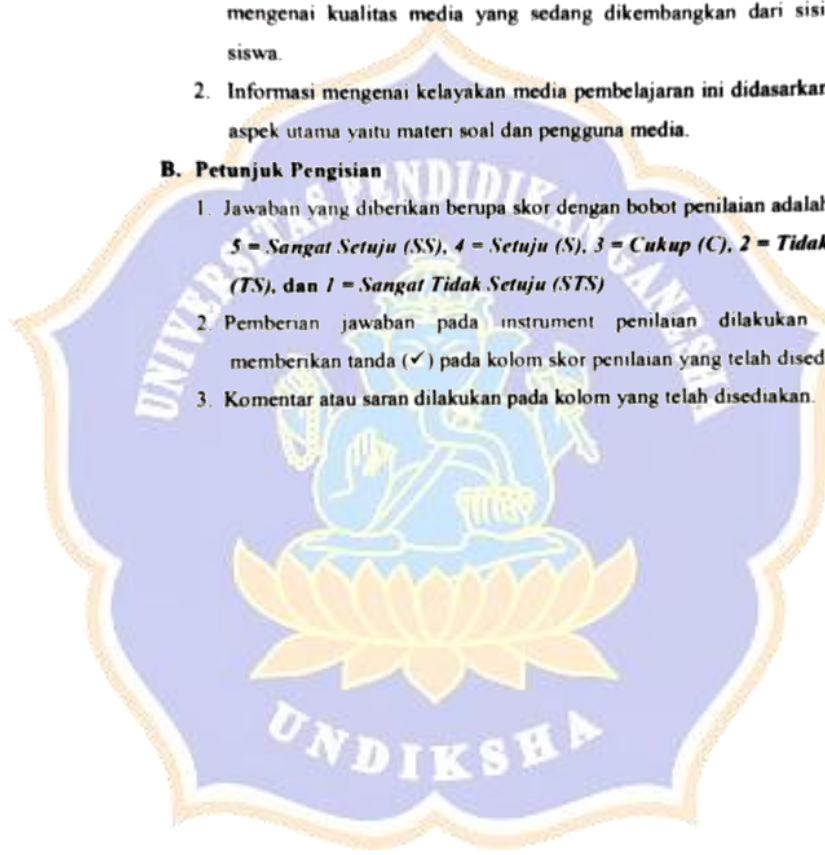 mengenai kualitas media yang sedang dikembangkan dari sisi
siswa.
2. Informasi mengenai kelayakan media pembelajaran ini didasarkan
aspek utama yaitu materi soal dan pengguna media.
B. Petunjuk Pengisian
1. Jawaban yang diberikan berupa skor dengan bobot penilaian adalah
5 = Sangat Setuju (SS), 4 = Setuju (S), 3 = Cukup (C), 2 = Tidak
(TS), dan 1 = Sangat Tidak Setuju (STS)
2. Pemberian jawaban pada instrument penilaian dilakukan
memberikan tanda (✓) pada kolom skor penilaian yang telah dised
3. Komentar atau saran dilakukan pada kolom yang telah disediakan.
UNIVERSITAS PENDIDIKAN GANESHA
UNDIKSHA